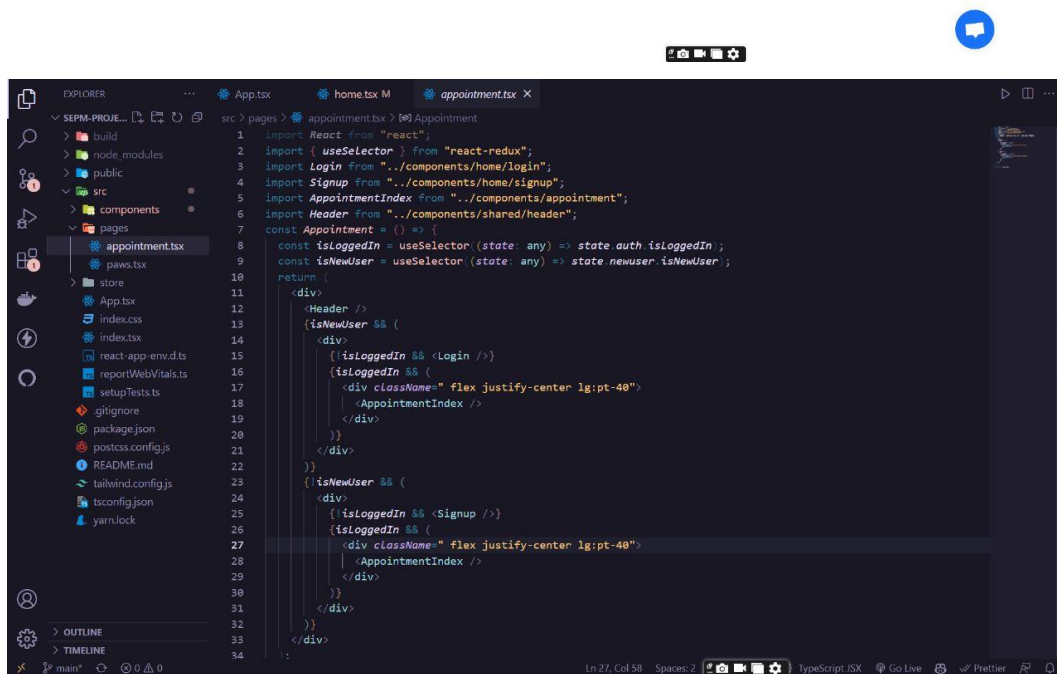 EXPLORER ...
App.tsx home.tsx M appointment.tsx
SEPM-PROJE...
src > pages > appointment.tsx > Appointment
build
node_modules
public
src
components
pages
appointment.tsx
paws.tsx
store
App.tsx
index.css
index.tsx
react-app-env.d.ts
reportWebVitals.ts
setupTests.ts
.gitignore
package.json
postcss.config.js
README.md
tailwind.config.js
tsconfig.json
yarn.lock
OUTLINE
TIMELINE
1
1
1 import React from "react";
2 import { useSelector } from "react-redux";
3 import Login from "../components/home/login";
4 import Signup from "../components/home/signup";
5 import AppointmentIndex from "../components/appointment";
6 import Header from "../components/shared/header";
7 const Appointment = () => {
8 const isLoggedIn = useSelector((state: any) => state.auth.isLoggedIn);
9 const isNewUser = useSelector((state: any) => state.newuser.isNewUser);
10 return (
11 <div>
12 <Header />
13 {isNewUser && (
14 <div>
15 {!isLoggedIn && <Login />}
16 {isLoggedIn && (
17 <div className=" flex justify-center lg:pt-40">
18 <AppointmentIndex />
19 </div>
20 )}
21 </div>
22 )}
23 {!isNewUser && (
24 <div>
25 {!isLoggedIn && <Signup />}
26 {isLoggedIn && (
27 <div className=" flex justify-center lg:pt-40">
28 <AppointmentIndex />
29 </div>
30 )}
31 </div>
32 )}
33 </div>
34 );
main* 0 0 Ln 27, Col 58 Spaces: 2 TypeScript JSX Go Live Prettier